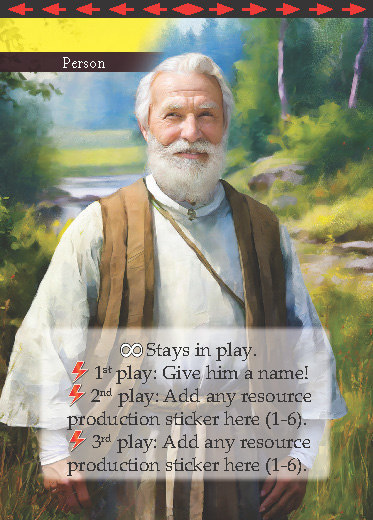 Person
∞ Stays in play.
1st play: Give him a name!
2nd play: Add any resource
production sticker here (1-6).
3rd play: Add any resource
production sticker here (1-6).